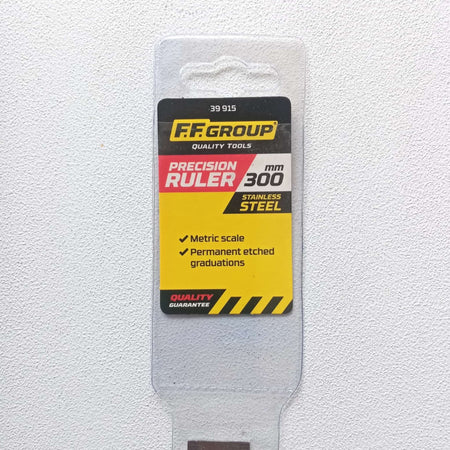 39 915
F.F. GROUP®
QUALITY TOOLS
PRECISION
RULER
mm
300
STAINLESS
STEEL
✓ Metric scale
✓ Permanent etched
graduations
QUALITY
GUARANTEE